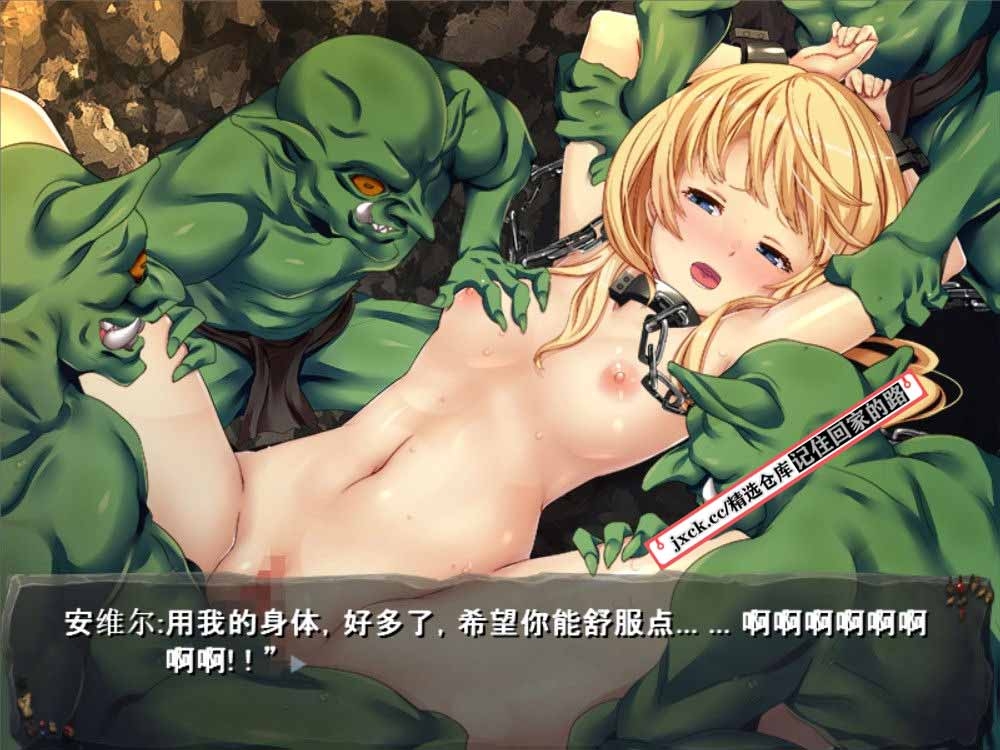 jxck.cc/精选仓库 记住回家的路
安维尔:用我的身体, 好多了, 希望你能舒服点... ... 啊啊啊啊啊啊
啊啊! ! ”